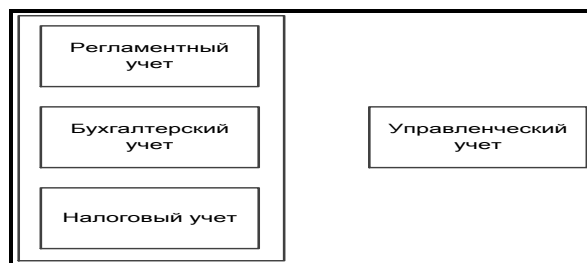 Регламентный
учет
Бухгалтерский
учет
Управленческий
учет
Налоговый учет